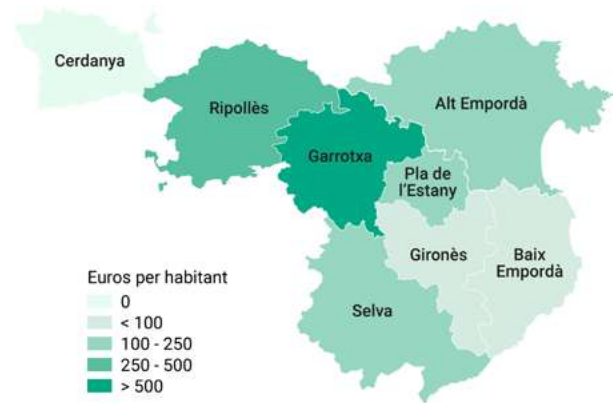 Cerdanya
Ripollès
Alt Empordà
Garrotxa
Pla de
l'Estany
Gironès
Baix
Empordà
Selva
Euros per habitant
0
< 100
100 - 250
250 - 500
> 500